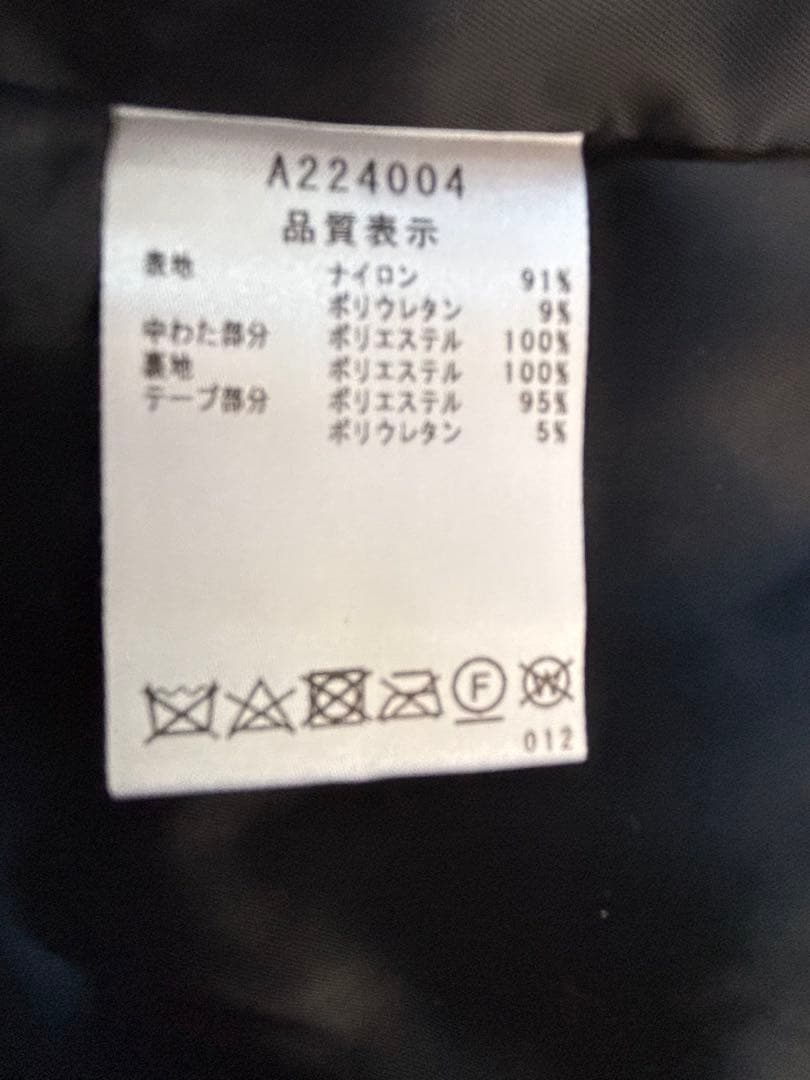 A224004
品質表示
表地 ナイロン 91%
ポリウレタン 9%
中わた部分 ポリエステル 100%
裏地 ポリエステル 100%
テープ部分 ポリエステル 95%
ポリウレタン 5%
F W
012